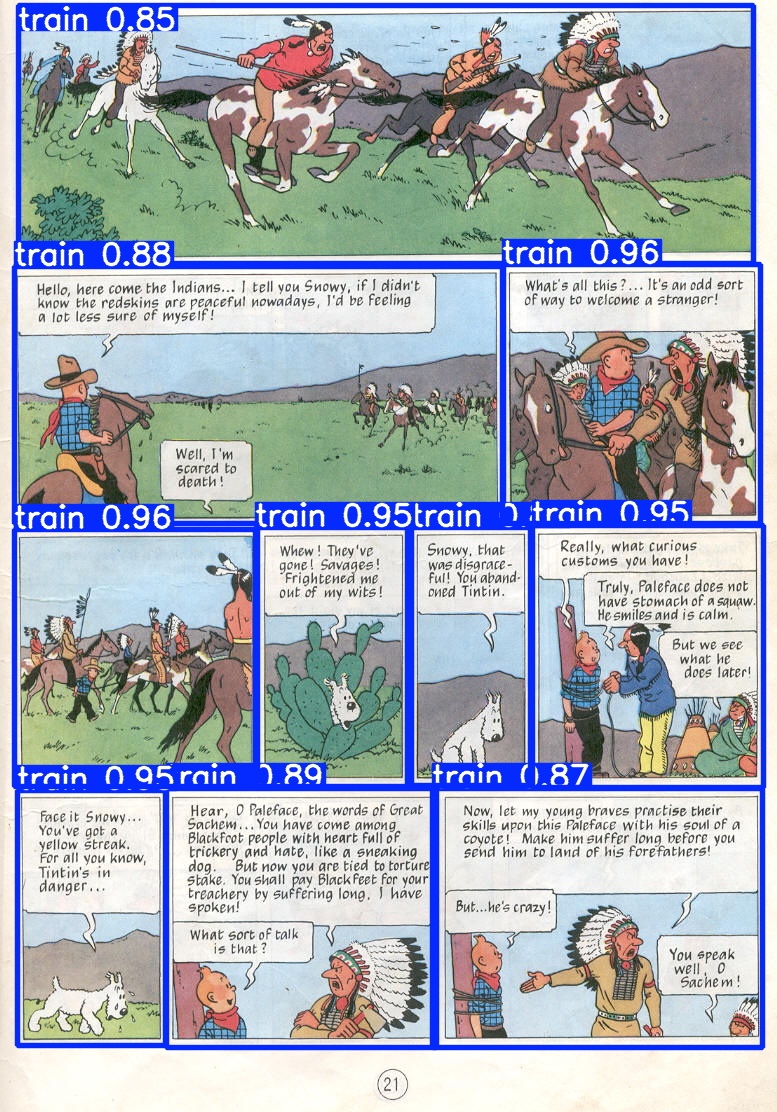 train 0.85
train 0.88
train 0.96
Hello, here come the Indians... I tell you Snowy, if I didn't
know the redskins are peaceful nowadays, I'd be feeling
a lot less sure of myself!
Well, I'm
scared to
death!
What's all this?... It's an odd sort
of way to welcome a stranger!
train 0.96
train 0.95
train 0.
train 0.95
Whew! They've
gone! Savages!
Frightened me
out of my wits!
Snowy, that
was disgrace-
ful! You aband-
oned Tintin.
Really, what curious
customs you have!
Truly, Paleface does not
have stomach of a squaw.
He smiles and is calm.
But we see
what he
does later!
train 0.95
train 0.89
train 0.87
Face it Snowy...
You've got a
yellow streak.
For all you know,
Tintin's in
danger...
Hear, O Paleface, the words of Great
Sachem... You have come among
Blackfoot people with heart full of
trickery and hate, like a sneaking
dog. But now you are tied to torture
stake. You shall pay Blackfeet for your
treachery by suffering long. I have
spoken!
What sort of talk
is that?
Now, let my young braves practise their
skills upon this Paleface with his soul of a
coyote! Make him suffer long before you
send him to land of his forefathers!
But...he's crazy!
You speak
well, O
Sachem!
21